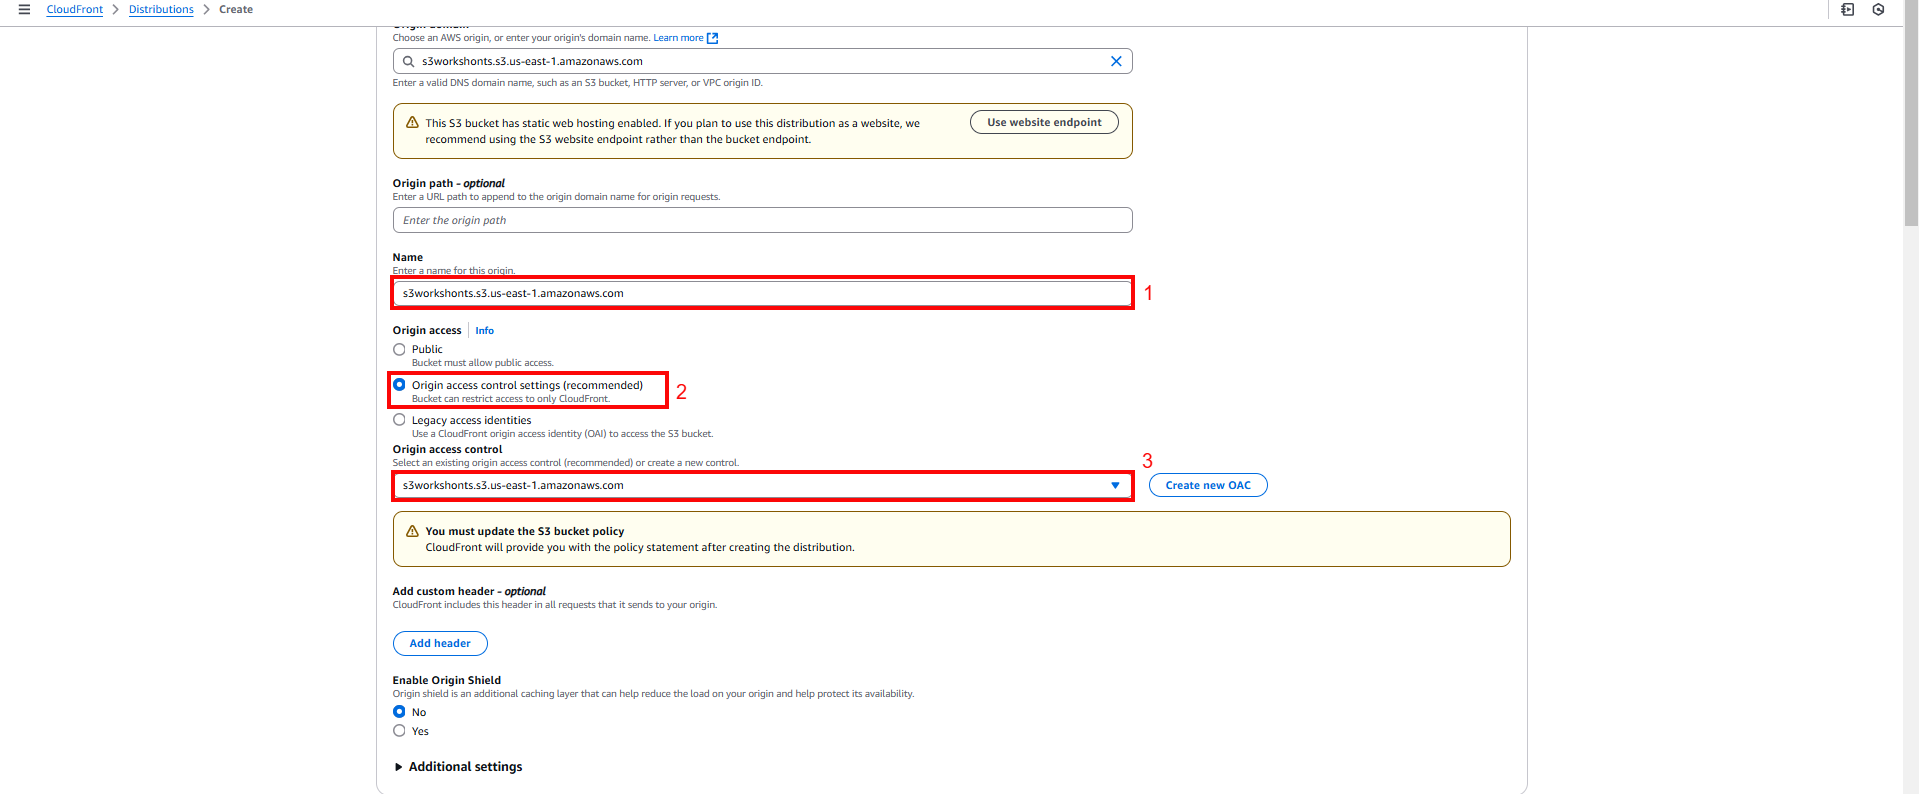 CloudFront > Distributions > Create
Origin domain
Choose an AWS origin, or enter your origin's domain name. Learn more
s3workshonts.s3.us-east-1.amazonaws.com
Enter a valid DNS domain name, such as an S3 bucket, HTTP server, or VPC origin ID.
This S3 bucket has static web hosting enabled. If you plan to use this distribution as a website, we
recommend using the S3 website endpoint rather than the bucket endpoint.
Use website endpoint
Origin path - optional
Enter a URL path to append to the origin domain name for origin requests.
Enter the origin path
Name
Enter a name for this origin.
s3workshonts.s3.us-east-1.amazonaws.com
1
Origin access Info
Public
Bucket must allow public access.
Origin access control settings (recommended)
Bucket can restrict access to only CloudFront.
2
Legacy access identities
Use a CloudFront origin access identity (OAI) to access the S3 bucket.
Origin access control
Select an existing origin access control (recommended) or create a new control.
3
s3workshonts.s3.us-east-1.amazonaws.com
Create new OAC
You must update the S3 bucket policy
CloudFront will provide you with the policy statement after creating the distribution.
Add custom header - optional
CloudFront includes this header in all requests that it sends to your origin.
Add header
Enable Origin Shield
Origin shield is an additional caching layer that can help reduce the load on your origin and help protect its availability.
No
Yes
Additional settings